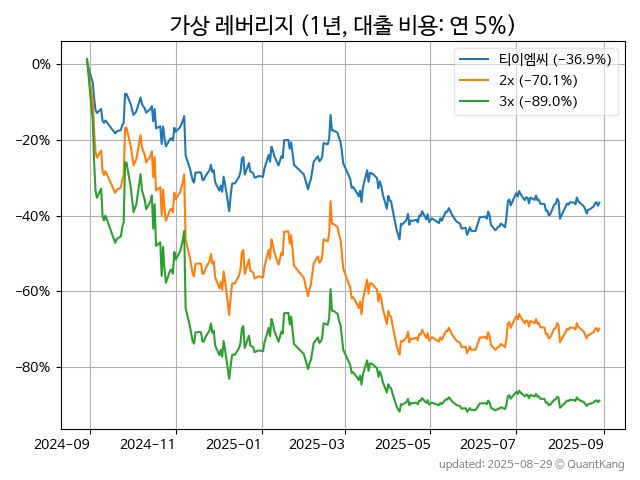 가상 레버리지 (1년, 대출 비용: 연 5%)
티이엠씨 (−36.9%)
2x (−70.1%)
3x (−89.0%)
0%
−20%
−40%
−60%
−80%
2024-09 2024-11 2025-01 2025-03 2025-05 2025-07 2025-09
updated: 2025-08-29 © QuantKang